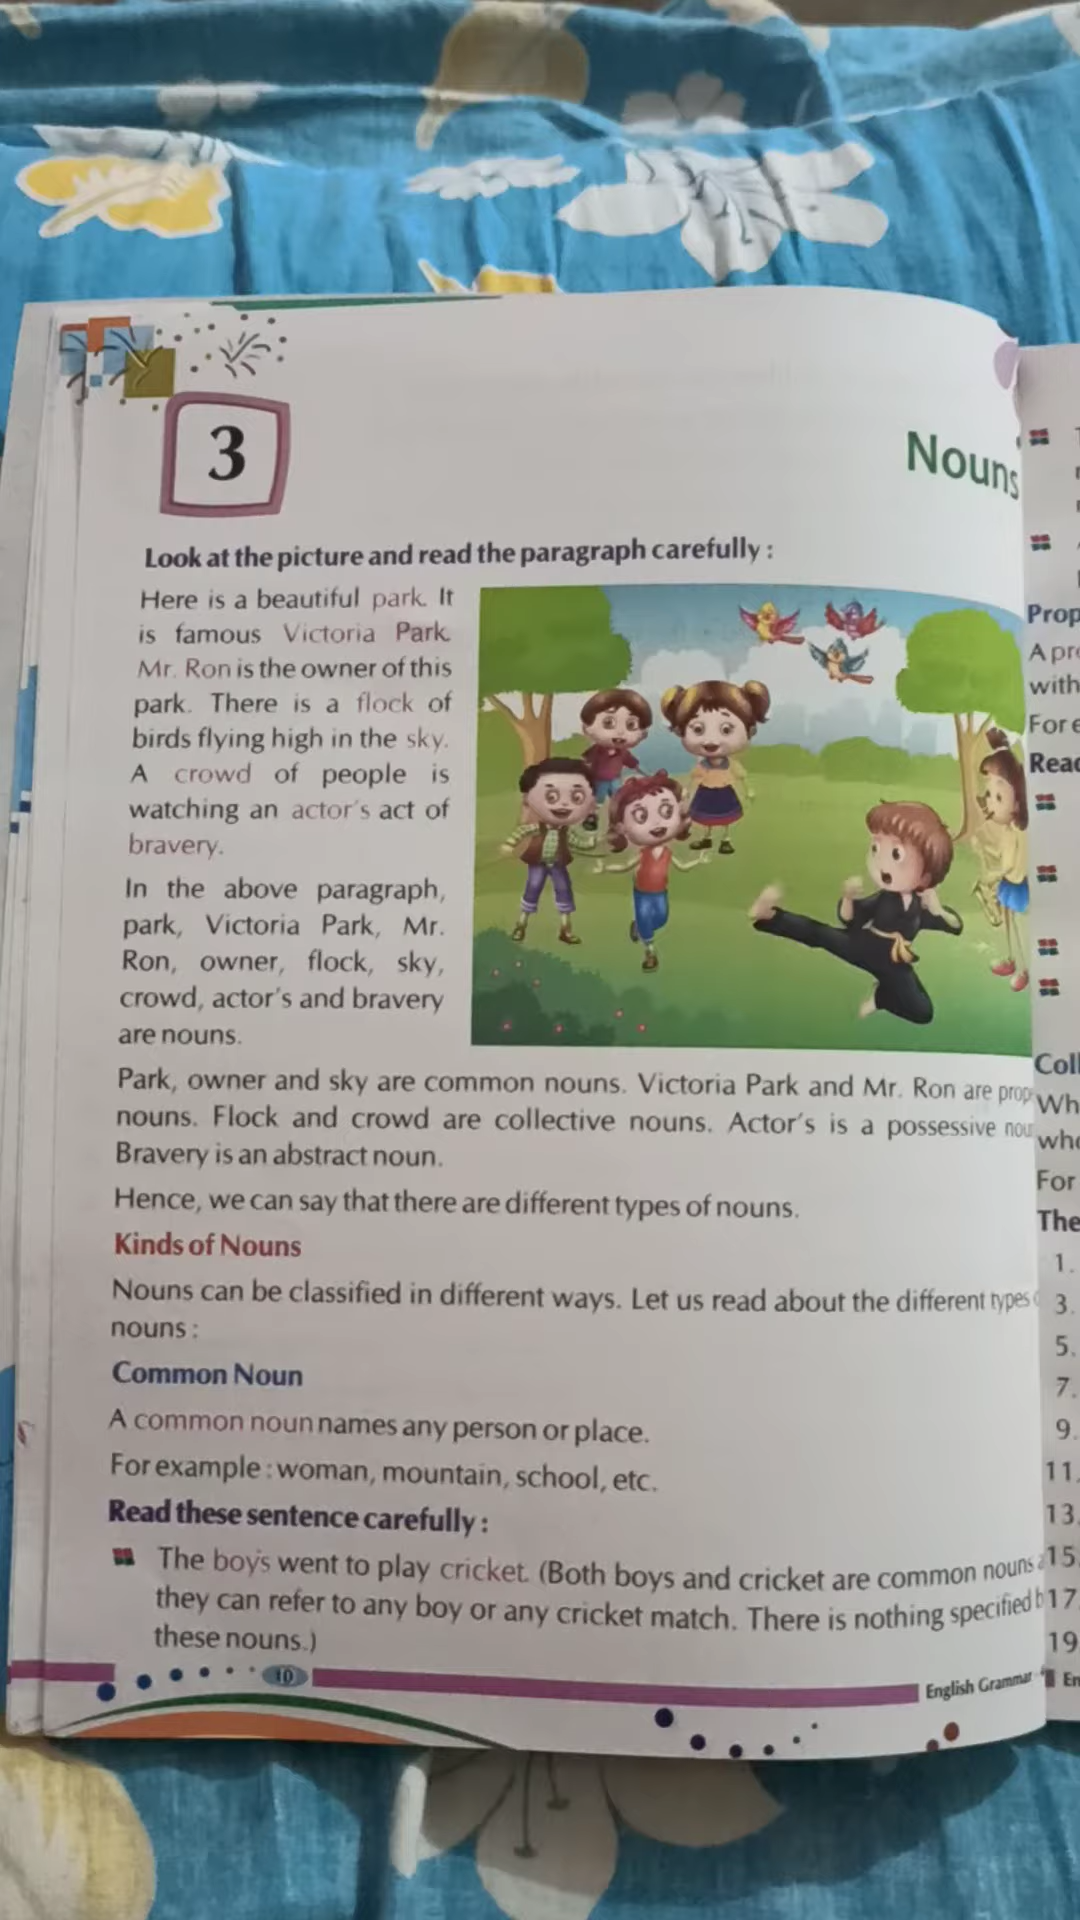 3
Nouns
Look at the picture and read the paragraph carefully :
Here is a beautiful park. It
is famous Victoria Park.
Mr. Ron is the owner of this
park. There is a flock of
birds flying high in the sky.
A crowd of people is
watching an actor's act of
bravery.
In the above paragraph,
park, Victoria Park, Mr.
Ron, owner, flock, sky,
crowd, actor's and bravery
are nouns.
Park, owner and sky are common nouns. Victoria Park and Mr. Ron are
nouns. Flock and crowd are collective nouns. Actor's is a possessive
Bravery is an abstract noun.
Hence, we can say that there are different types of nouns.
Kinds of Nouns
Nouns can be classified in different ways. Let us read about the different types
nouns :
Common Noun
A common noun names any person or place.
For example : woman, mountain, school, etc.
Read these sentence carefully :
The boys went to play cricket. (Both boys and cricket are common nouns
they can refer to any boy or any cricket match. There is nothing specified
these nouns.)
10
English Grammar
Prop
A pr
with
For e
Read
Coll
Wh
who
For
The
1.
3.
5.
7.
9.
11.
13.
15.
17.
19
En